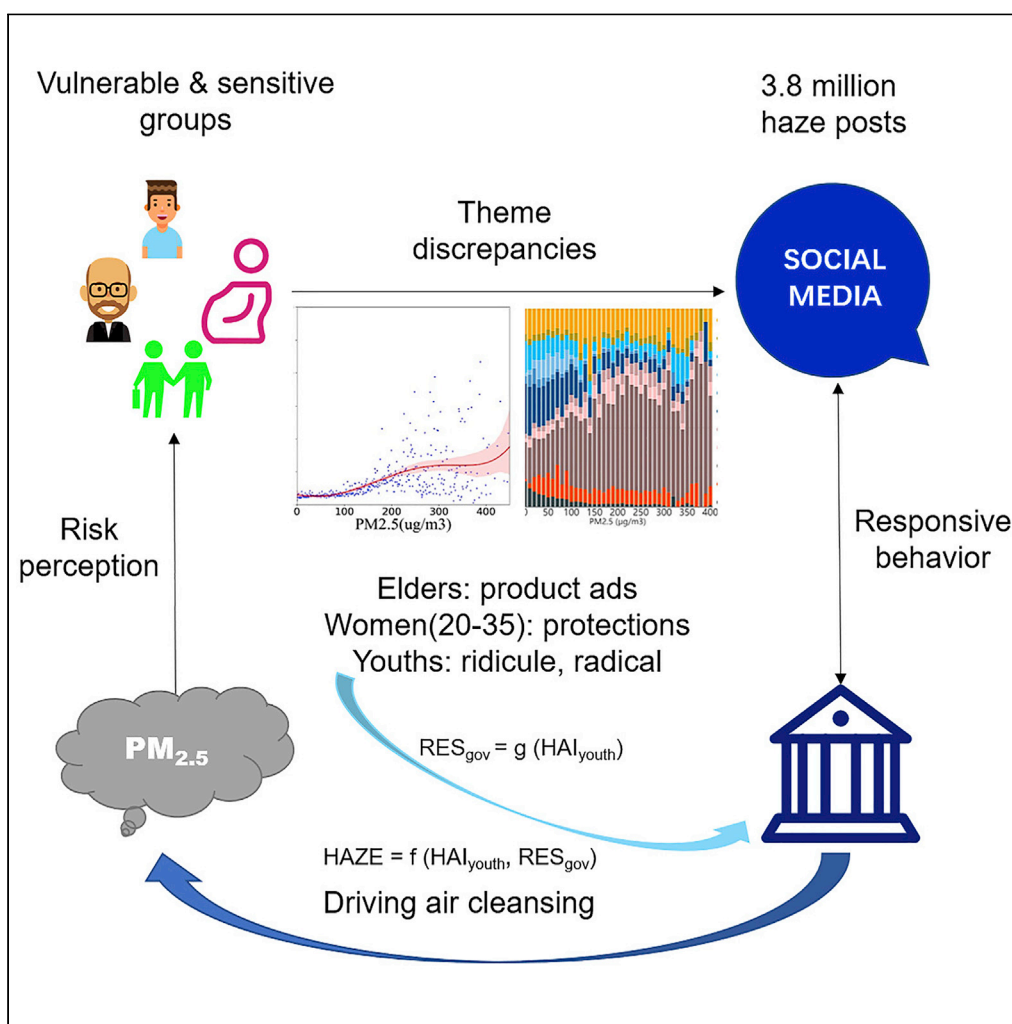 Vulnerable & sensitive
groups
3.8 million
haze posts
Theme
discrepancies
SOCIAL
MEDIA
0 100 200 300 400
PM2.5(ug/m3)
0 50 100 150 200 250 300 350 400
PM2.5 (μg/m3)
Risk
perception
Responsive
behavior
Elders: product ads
Women(20-35): protections
Youths: ridicule, radical
PM2.5
RESgov = g (HAIyouth)
HAZE = f (HAIyouth, RESgov)
Driving air cleansing